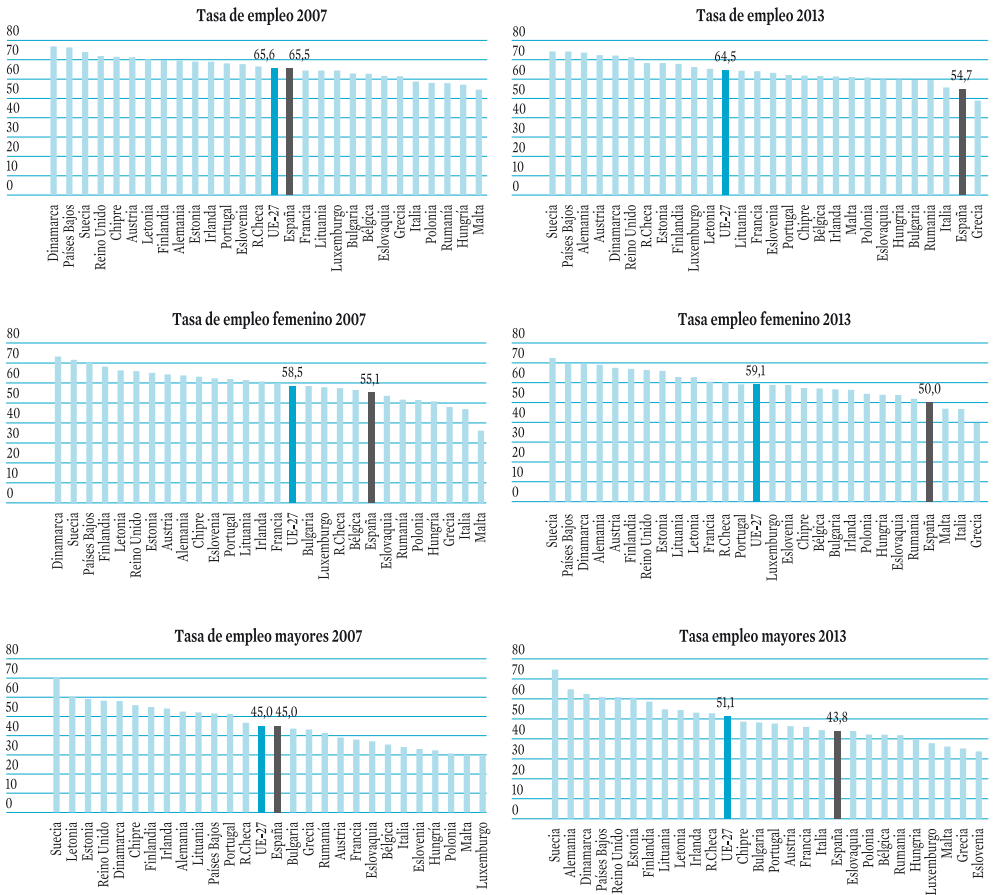 Tasa de empleo 2007
80
70
60
50
40
30
20
10
0
65,6
65,5
Dinamarca
Países Bajos
Suecia
Reino Unido
Chipre
Austria
Letonia
Finlandia
Alemania
Estonia
Irlanda
Portugal
Eslovenia
R.Checa
UE-27
España
Francia
Lituania
Luxemburgo
Bulgaria
Bélgica
Eslovaquia
Grecia
Italia
Polonia
Rumania
Hungría
Malta
Tasa de empleo 2013
80
70
60
50
40
30
20
10
0
64,5
54,7
Suecia
Países Bajos
Alemania
Austria
Dinamarca
Reino Unido
R.Checa
Estonia
Finlandia
Luxemburgo
Letonia
UE-27
Lituania
Francia
Eslovenia
Portugal
Chipre
Bélgica
Irlanda
Malta
Polonia
Eslovaquia
Hungría
Bulgaria
Rumania
Italia
España
Grecia
Tasa de empleo femenino 2007
80
70
60
50
40
30
20
10
0
58,5
55,1
Dinamarca
Suecia
Países Bajos
Finlandia
Letonia
Reino Unido
Estonia
Austria
Alemania
Chipre
Eslovenia
Portugal
Lituania
Irlanda
Francia
UE-27
Bulgaria
Luxemburgo
R.Checa
Bélgica
España
Eslovaquia
Rumania
Polonia
Hungría
Grecia
Italia
Malta
Tasa empleo femenino 2013
80
70
60
50
40
30
20
10
0
59,1
50,0
Suecia
Países Bajos
Dinamarca
Alemania
Austria
Finlandia
Reino Unido
Estonia
Lituania
Letonia
Francia
R.Checa
Portugal
UE-27
Luxemburgo
Eslovenia
Chipre
Bélgica
Bulgaria
Irlanda
Polonia
Hungría
Eslovaquia
Rumania
España
Malta
Italia
Grecia
Tasa de empleo mayores 2007
80
70
60
50
40
30
20
10
0
45,0
45,0
Suecia
Letonia
Estonia
Reino Unido
Dinamarca
Chipre
Finlandia
Irlanda
Alemania
Lituania
Países Bajos
Portugal
R.Checa
UE-27
España
Bulgaria
Grecia
Rumania
Austria
Francia
Eslovaquia
Bélgica
Italia
Eslovenia
Hungría
Polonia
Malta
Luxemburgo
Tasa empleo mayores 2013
80
70
60
50
40
30
20
10
0
51,1
43,8
Suecia
Alemania
Dinamarca
Países Bajos
Reino Unido
Estonia
Finlandia
Lituania
Letonia
Irlanda
R.Checa
UE-27
Chipre
Bulgaria
Portugal
Austria
Francia
Italia
España
Eslovaquia
Polonia
Bélgica
Rumania
Hungría
Luxemburgo
Malta
Grecia
Eslovenia